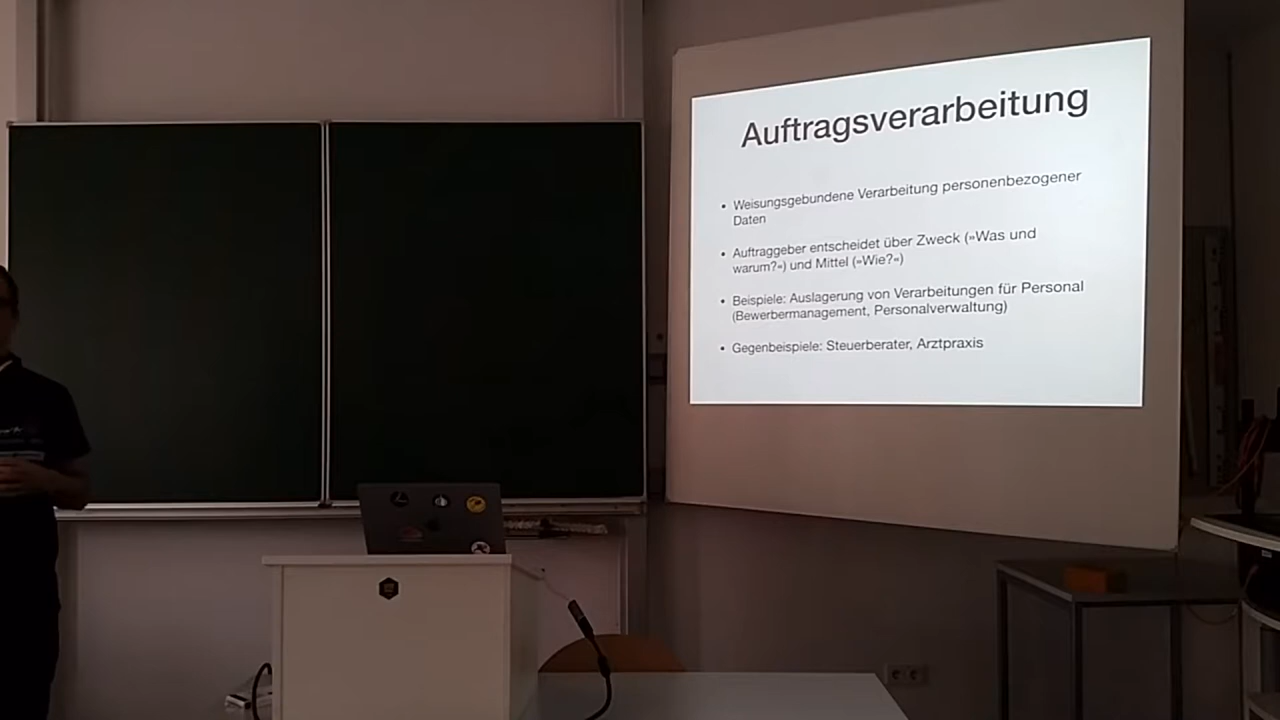 Auftragsverarbeitung
• Weisungsgebundene Verarbeitung personenbezogener
Daten
• Auftraggeber entscheidet über Zweck (»Was und
warum?«) und Mittel (»Wie?«)
• Beispiele: Auslagerung von Verarbeitungen für Personal
(Bewerbermanagement, Personalverwaltung)
• Gegenbeispiele: Steuerberater, Arztpraxis